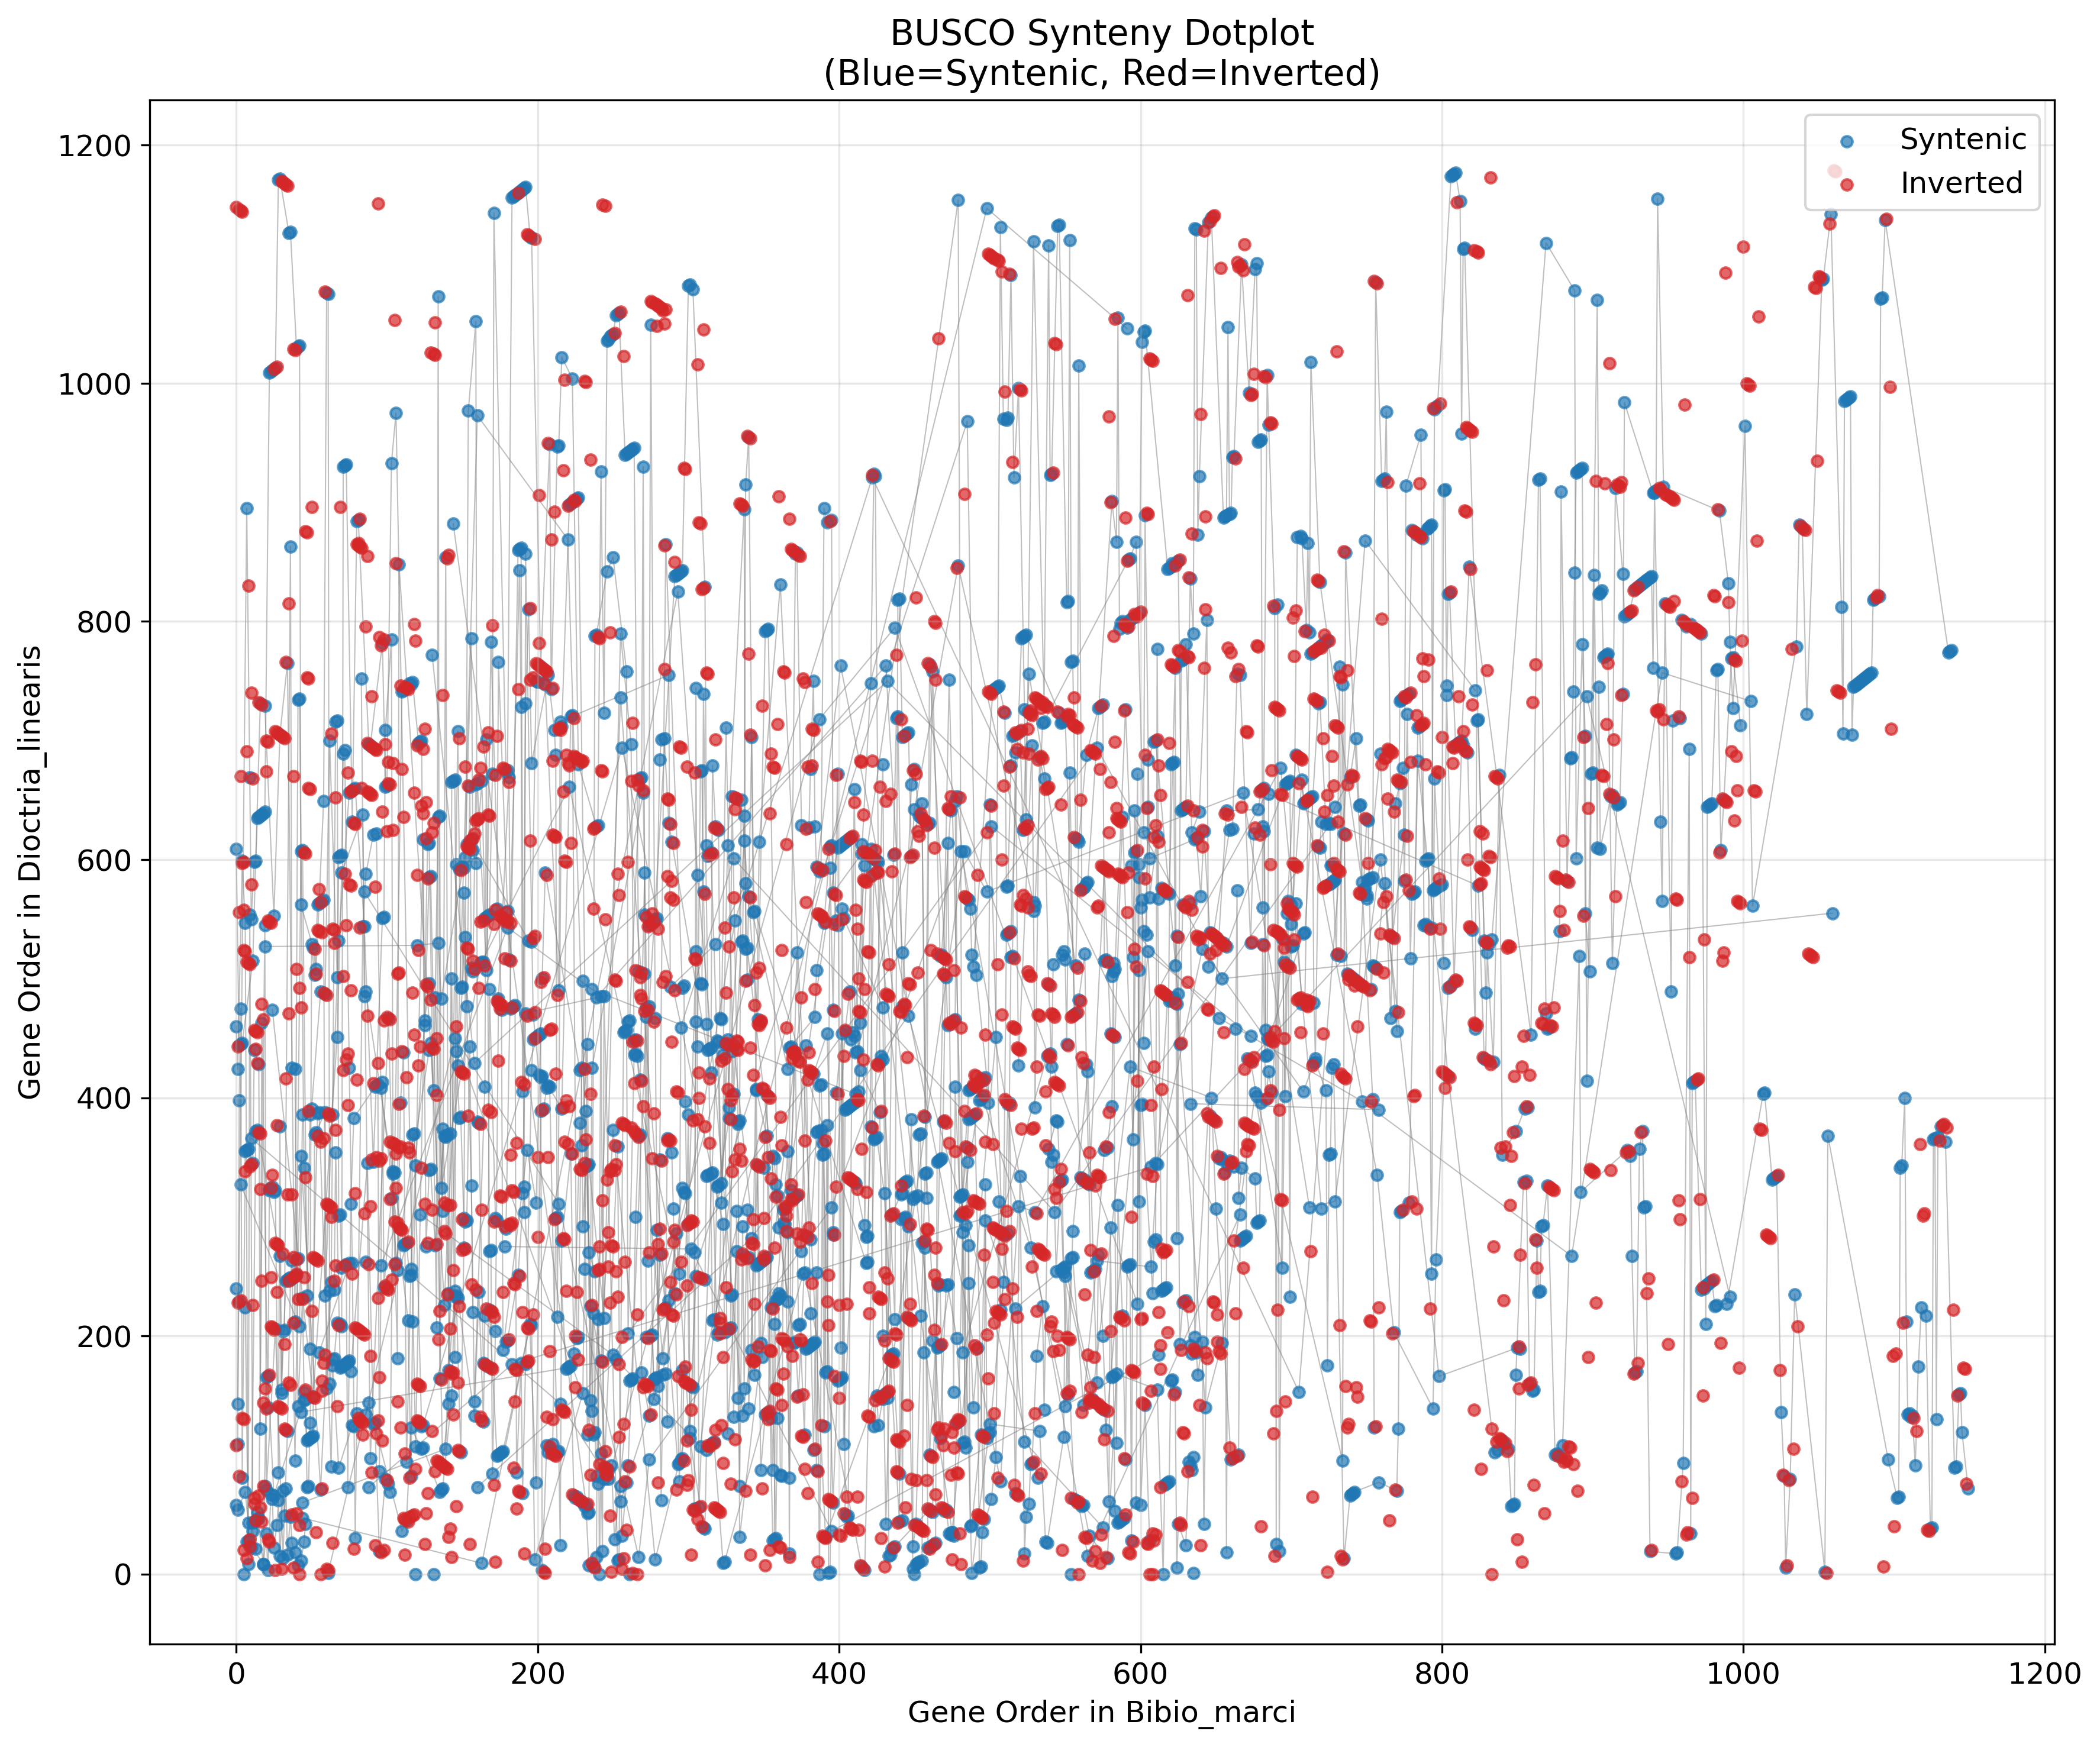 BUSCO Synteny Dotplot
(Blue=Syntenic, Red=Inverted)
Syntenic
Inverted
1200
1000
800
600
400
200
0
Gene Order in Dioctria_linearis
0 200 400 600 800 1000 1200
Gene Order in Bibio_marci